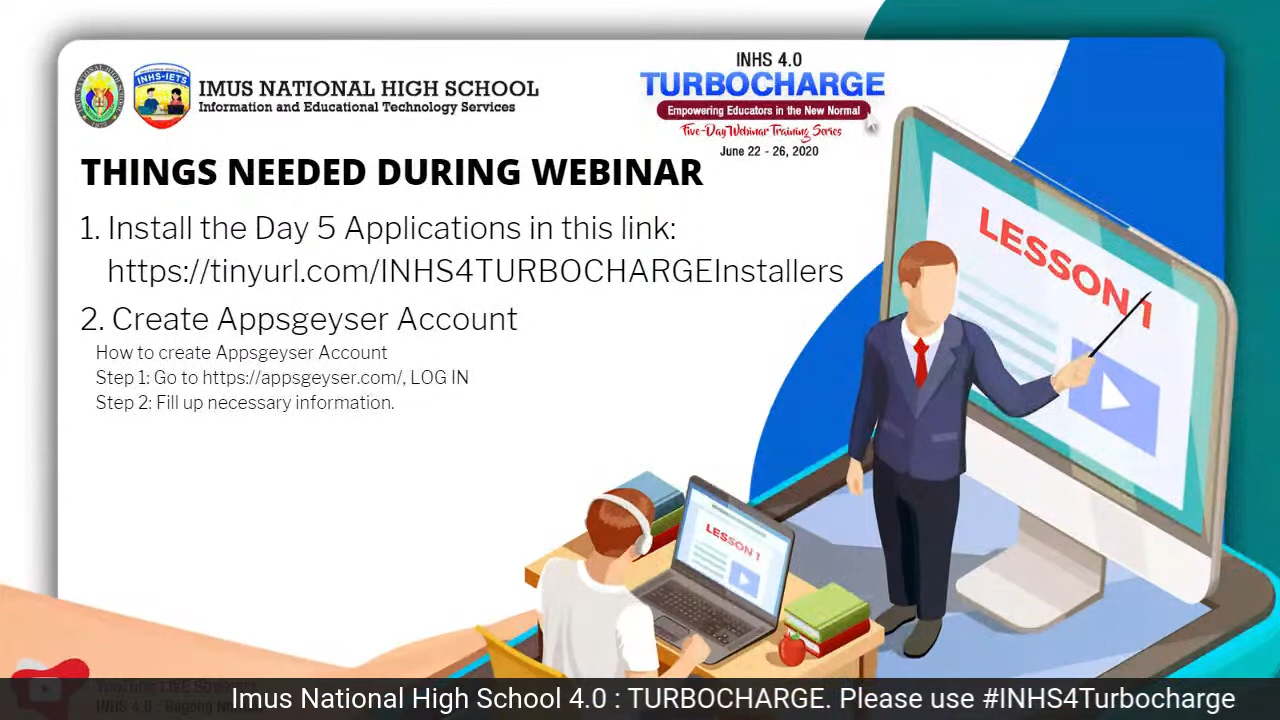 INHS-IETS
IMUS NATIONAL HIGH SCHOOL
Information and Educational Technology Services
INHS 4.0
TURBOCHARGE
Empowering Educators in the New Normal
Five-Day Webinar Training Series
June 22 - 26, 2020
THINGS NEEDED DURING WEBINAR
1. Install the Day 5 Applications in this link:
https://tinyurl.com/INHS4TURBOCHARGEInstallers
2. Create Appsgeyser Account
How to create Appsgeyser Account
Step 1: Go to https://appsgeyser.com/, LOG IN
Step 2: Fill up necessary information.
LESSON 1
LESSON 1
Imus National High School 4.0 : TURBOCHARGE. Please use #INHS4Turbocharge